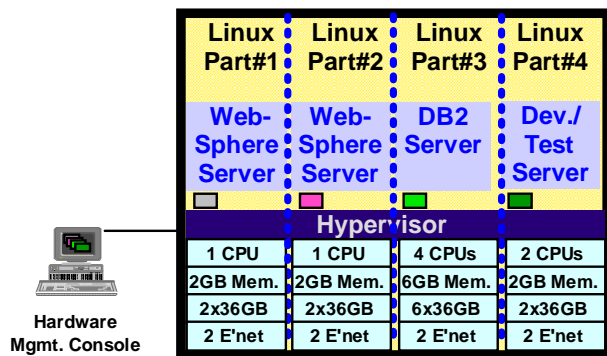 Linux Part#1
Linux Part#2
Linux Part#3
Linux Part#4
Web-
Sphere
Server
Web-
Sphere
Server
DB2
Server
Dev./
Test
Server
Hypervisor
1 CPU
1 CPU
4 CPUs
2 CPUs
2GB Mem.
2GB Mem.
6GB Mem.
2GB Mem.
2x36GB
2x36GB
6x36GB
2x36GB
2 E'net
2 E'net
2 E'net
2 E'net
Hardware
Mgmt. Console